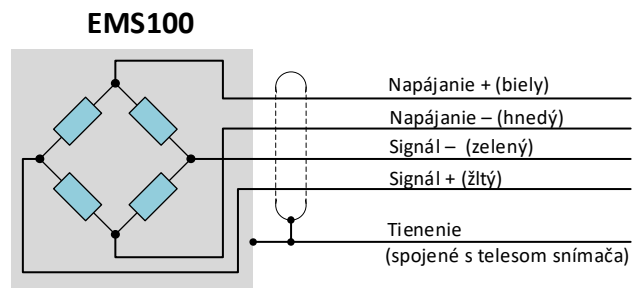 EMS100
Napájanie + (biely)
Napájanie – (hnedý)
Signál – (zelený)
Signál + (žltý)
Tienenie
(spojené s telesom snímača)